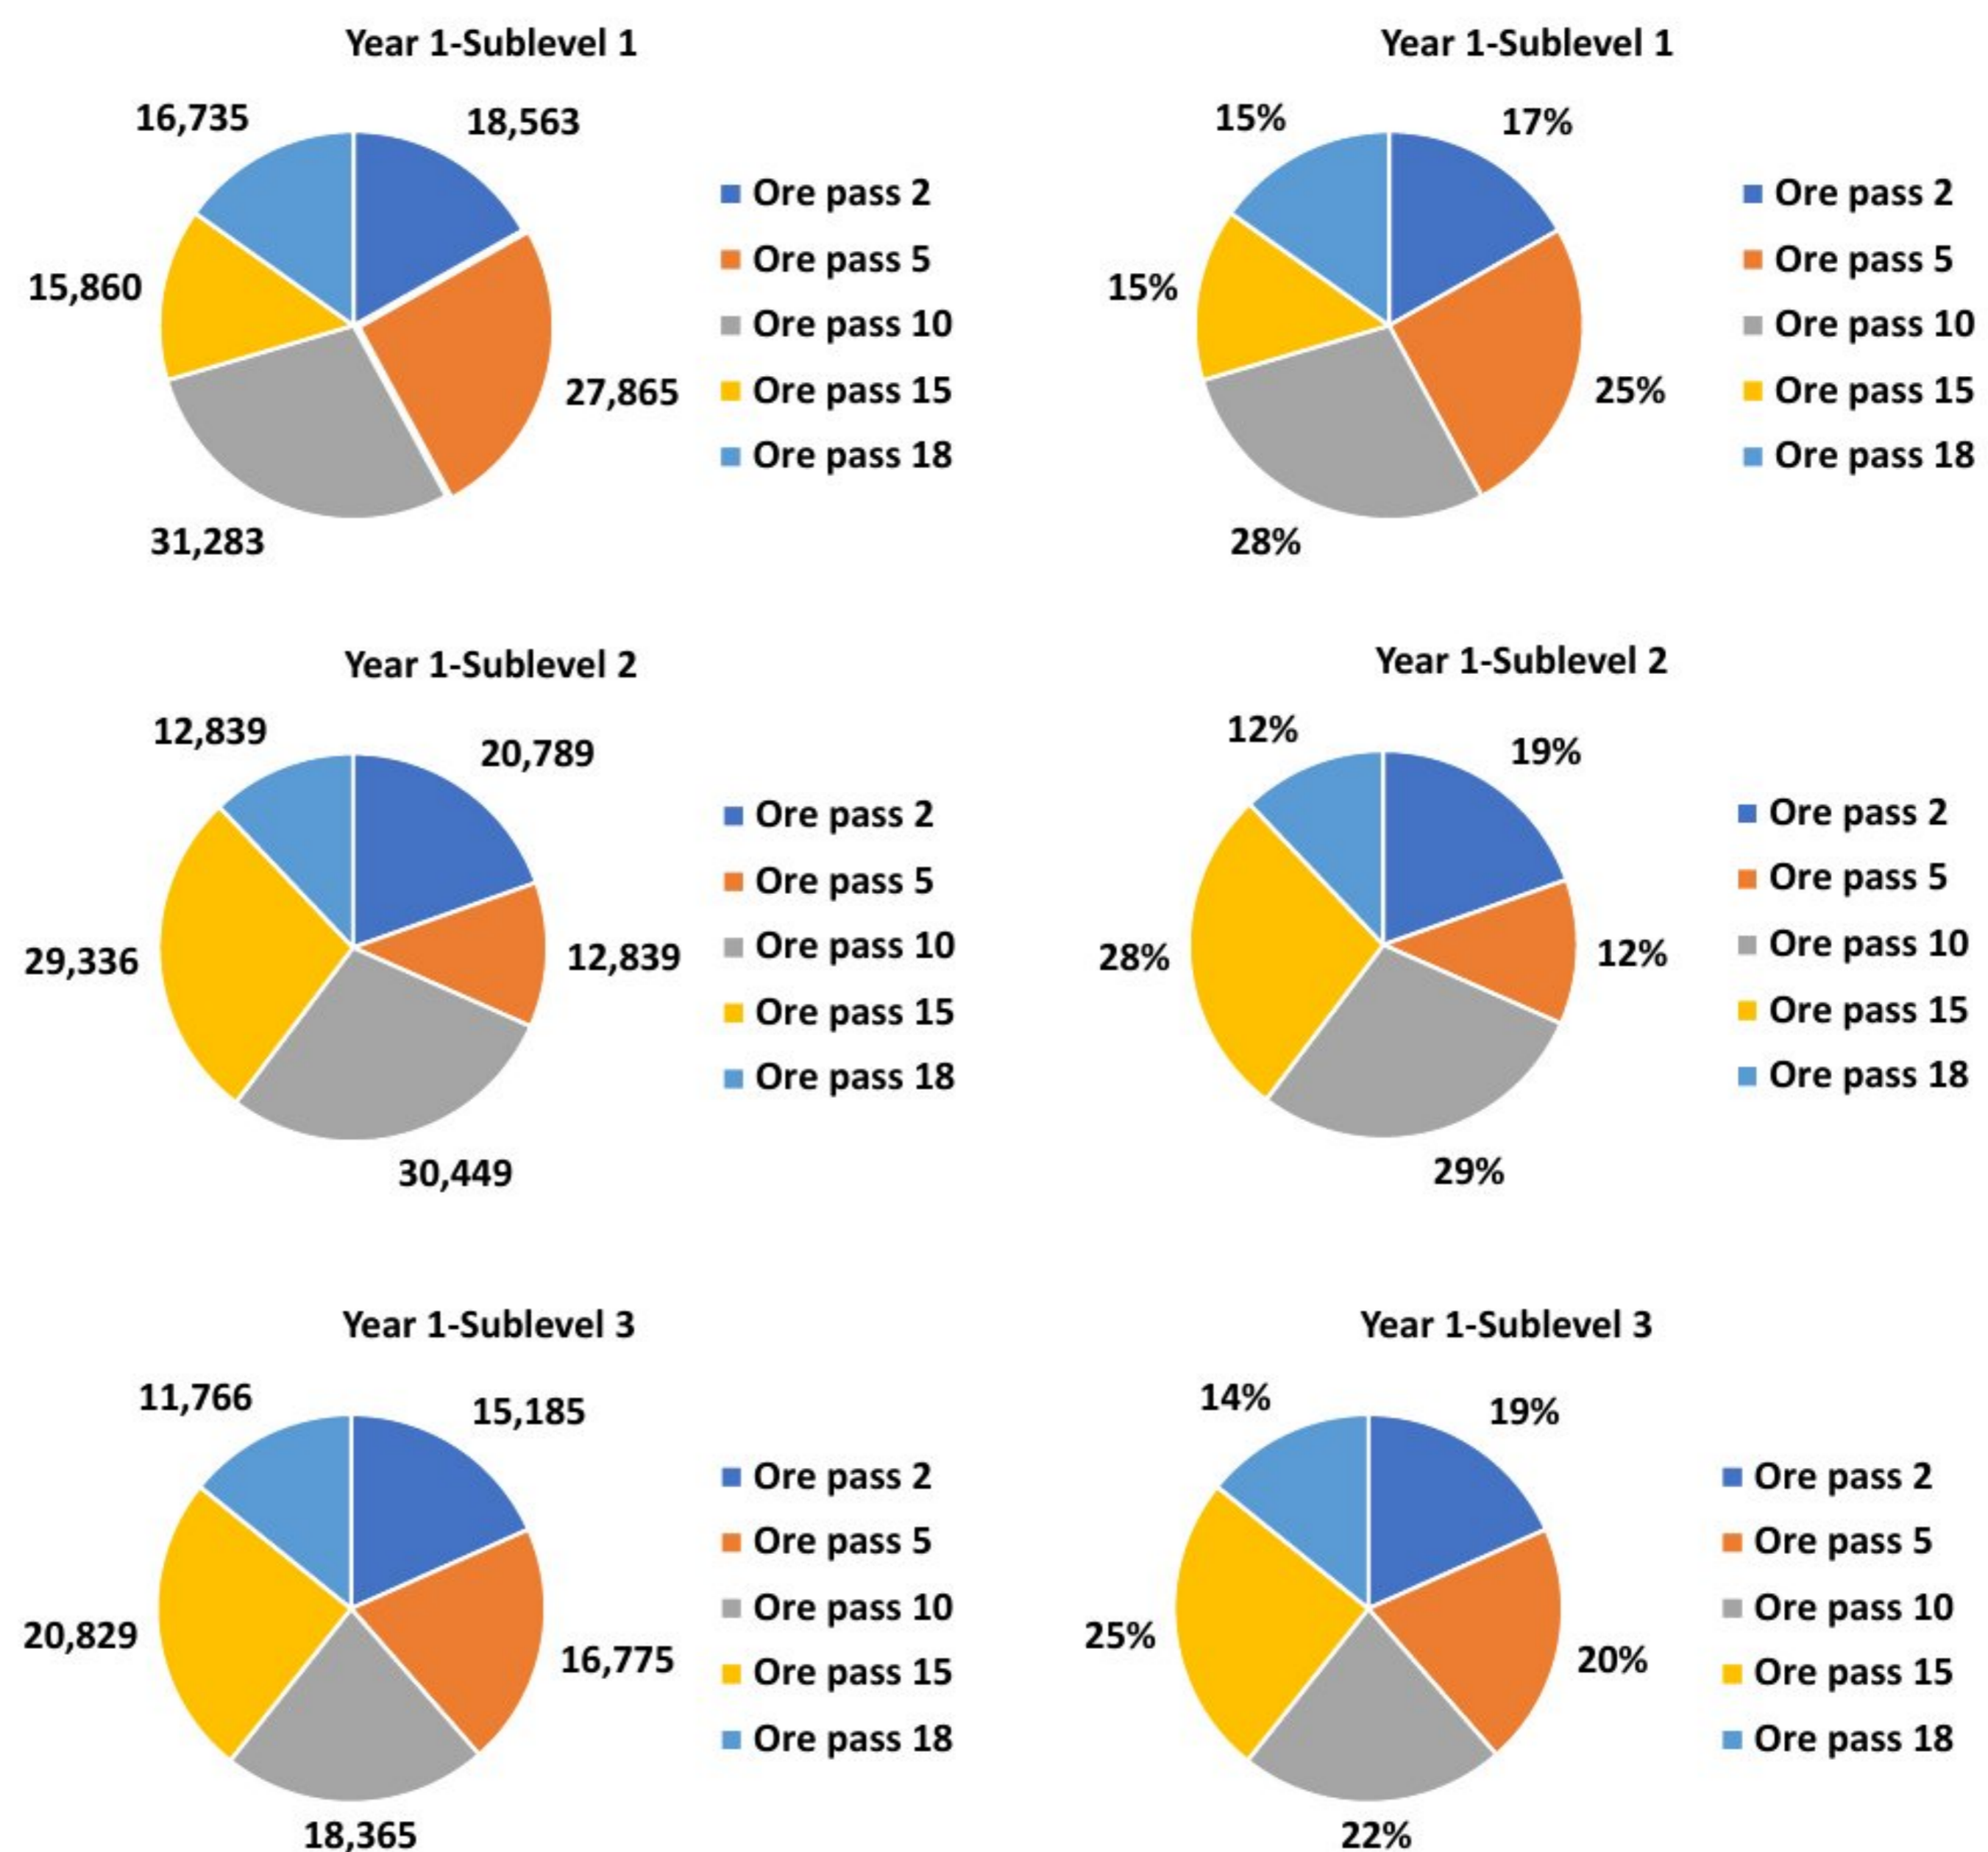 Year 1-Sublevel 1
16,735
18,563
15,860
27,865
31,283
Ore pass 2
Ore pass 5
Ore pass 10
Ore pass 15
Ore pass 18
Year 1-Sublevel 1
15%
17%
15%
25%
28%
Ore pass 2
Ore pass 5
Ore pass 10
Ore pass 15
Ore pass 18
Year 1-Sublevel 2
12,839
20,789
29,336
12,839
30,449
Ore pass 2
Ore pass 5
Ore pass 10
Ore pass 15
Ore pass 18
Year 1-Sublevel 2
12%
19%
28%
12%
29%
Ore pass 2
Ore pass 5
Ore pass 10
Ore pass 15
Ore pass 18
Year 1-Sublevel 3
11,766
15,185
20,829
16,775
18,365
Ore pass 2
Ore pass 5
Ore pass 10
Ore pass 15
Ore pass 18
Year 1-Sublevel 3
14%
19%
25%
20%
22%
Ore pass 2
Ore pass 5
Ore pass 10
Ore pass 15
Ore pass 18